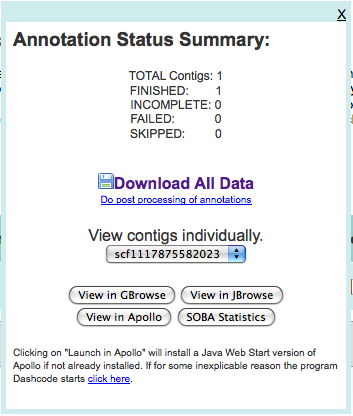 X
Annotation Status Summary:
TOTAL Contigs: 1
FINISHED: 1
INCOMPLETE: 0
FAILED: 0
SKIPPED: 0
Download All Data
Do post processing of annotations
View contigs individually.
scf1117875582023
View in GBrowse View in JBrowse
View in Apollo SOBA Statistics
Clicking on "Launch in Apollo" will install a Java Web Start version of
Apollo if not already installed. If for some inexplicable reason the program
Dashcode starts click here.